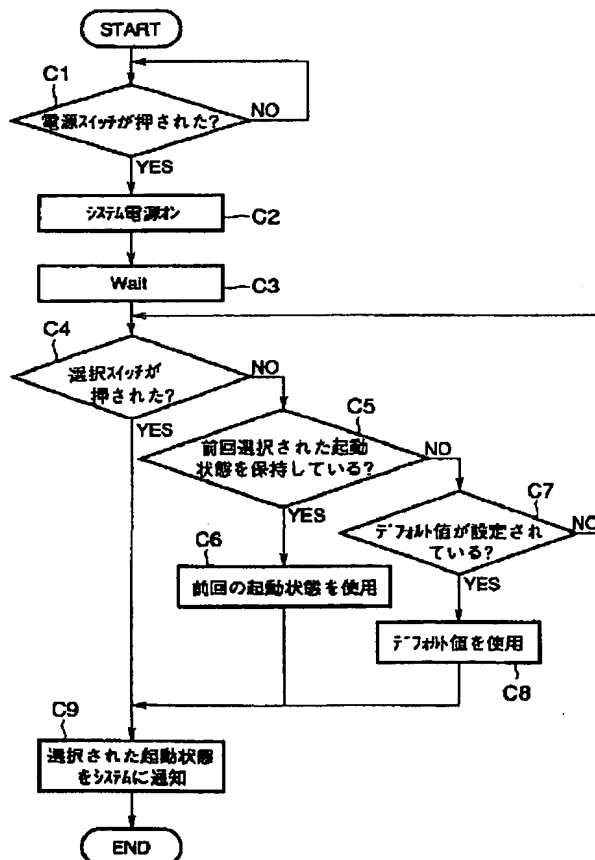 START
C1
電源スイッチが押された?
NO
YES
システム電源オン
C2
Wait
C3
C4
選択スイッチが
押された?
NO
YES
C5
前回選択された起動
状態を保持している?
NO
YES
C7
デフォルト値が設定され
ている?
NO
YES
C6
前回の起動状態を使用
デフォルト値を使用
C8
C9
選択された起動状態
をシステムに通知
END